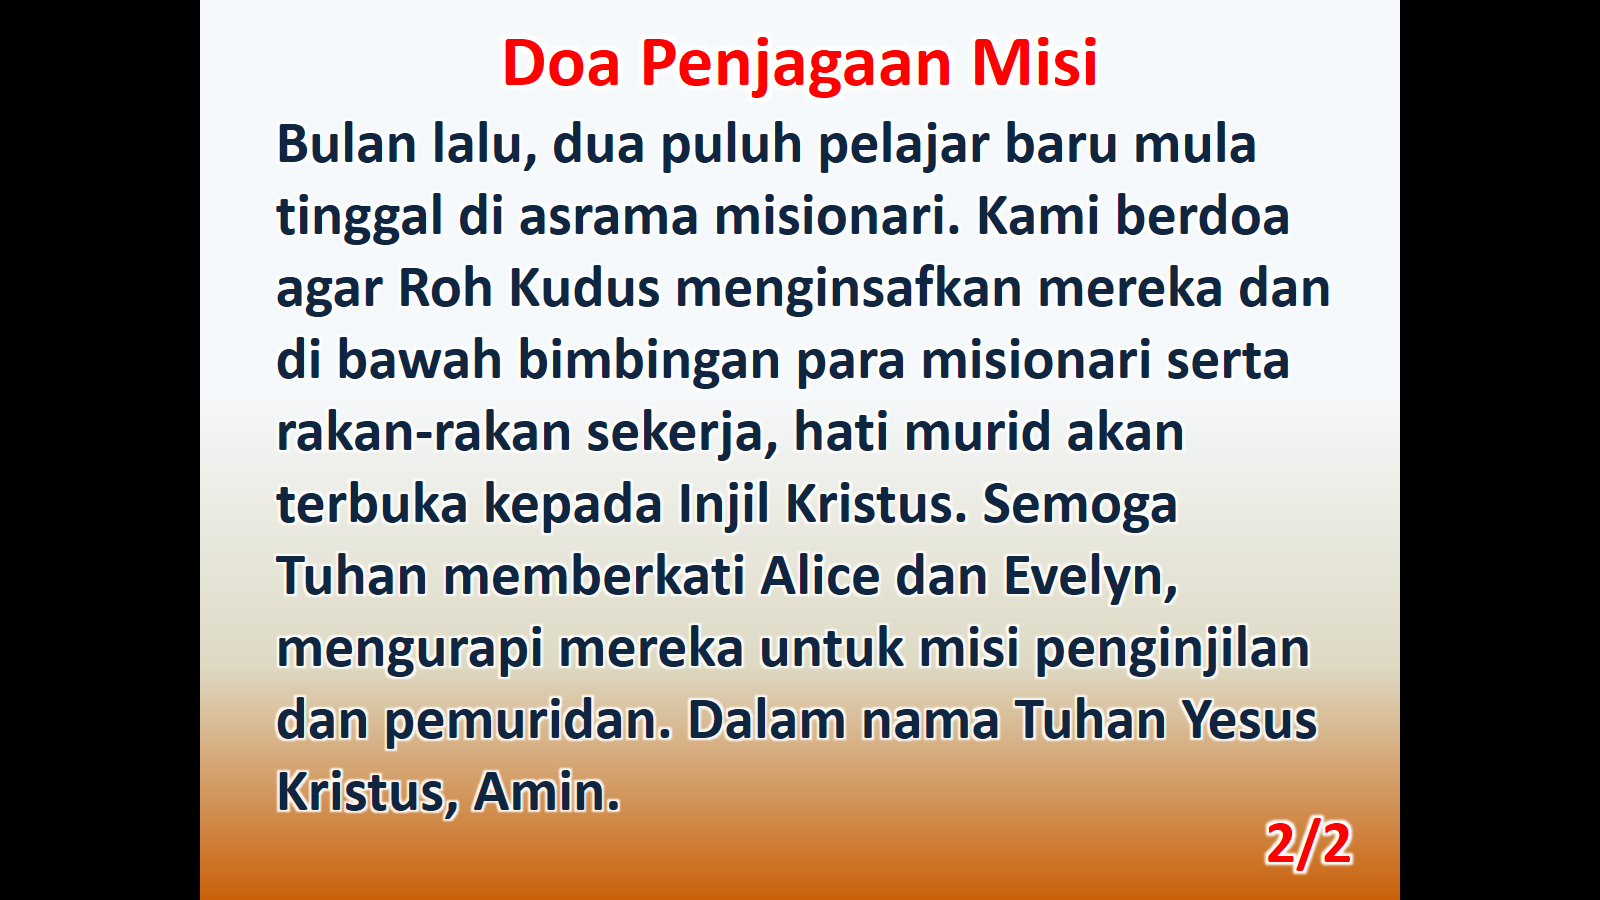 Doa Penjagaan Misi
Bulan lalu, dua puluh pelajar baru mula
tinggal di asrama misionari. Kami berdoa
agar Roh Kudus menginsafkan mereka dan
di bawah bimbingan para misionari serta
rakan-rakan sekerja, hati murid akan
terbuka kepada Injil Kristus. Semoga
Tuhan memberkati Alice dan Evelyn,
mengurapi mereka untuk misi penginjilan
dan pemuridan. Dalam nama Tuhan Yesus
Kristus, Amin.
2/2